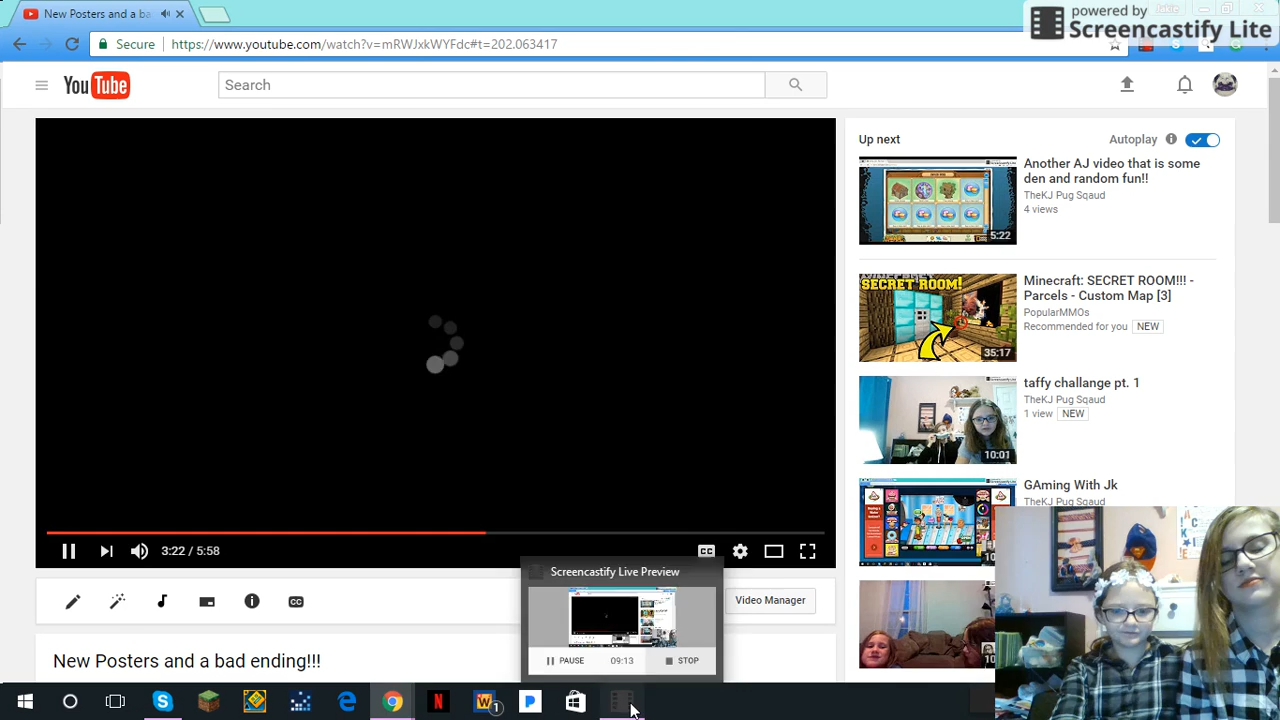 New Posters and a bad
powered by
Screencastify Lite
Secure
https://www.youtube.com/watch?v=mRWJxkWYFdc#t=202.063417
YouTube
Search
Up next
Autoplay
Another AJ video that is some
den and random fun!!
TheKJ Pug Sqaud
4 views
5:22
SECRET ROOM!
35:17
Minecraft: SECRET ROOM!!! -
Parcels - Custom Map [3]
PopularMMOs
Recommended for you NEW
10:01
taffy challange pt. 1
TheKJ Pug Sqaud
1 view NEW
GAming With Jk
TheKJ Pug Sqaud
3:22 / 5:58
CC
Screencastify Live Preview
PAUSE
09:13
STOP
CC
Video Manager
New Posters and a bad ending!!!